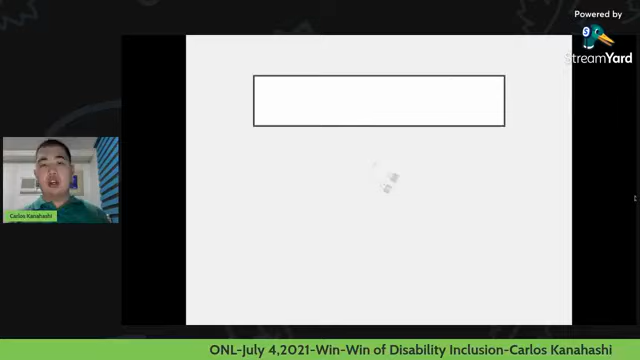 Powered by
StreamYard
Carlos Kanahashi
ONL-July 4,2021-Win-Win of Disability Inclusion-Carlos Kanahashi